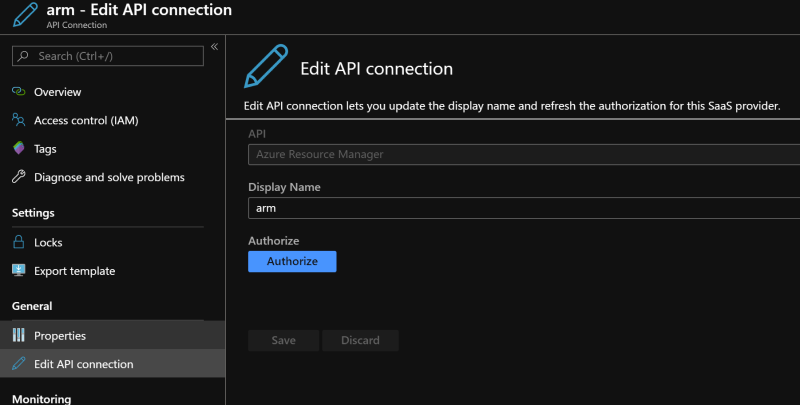 arm - Edit API connection
API Connection
Search (Ctrl+/)
Overview
Access control (IAM)
Tags
Diagnose and solve problems
Settings
Locks
Export template
General
Properties
Edit API connection
Monitoring
Edit API connection
Edit API connection lets you update the display name and refresh the authorization for this SaaS provider.
API
Azure Resource Manager
Display Name
arm
Authorize
Authorize
Save
Discard